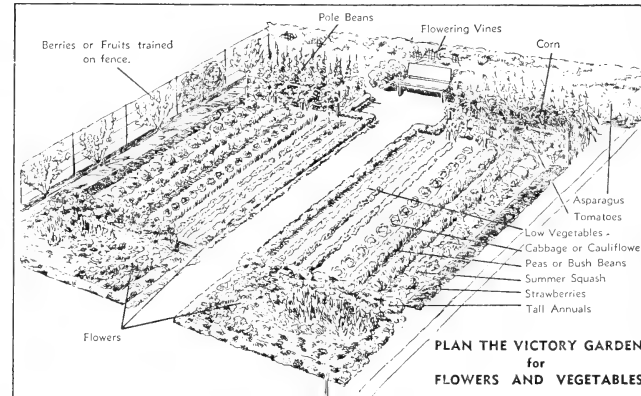 Pole Beans
Flowering Vines
Berries or Fruits trained
on fence.
Corn
Asparagus
Tomatoes
Low Vegetables -
Cabbage or Cauliflowe
Peas or Bush Beans
Summer Squash
Strawberries
Tall Annuals
Flowers
PLAN THE VICTORY GARDEN
for
FLOWERS AND VEGETABLES